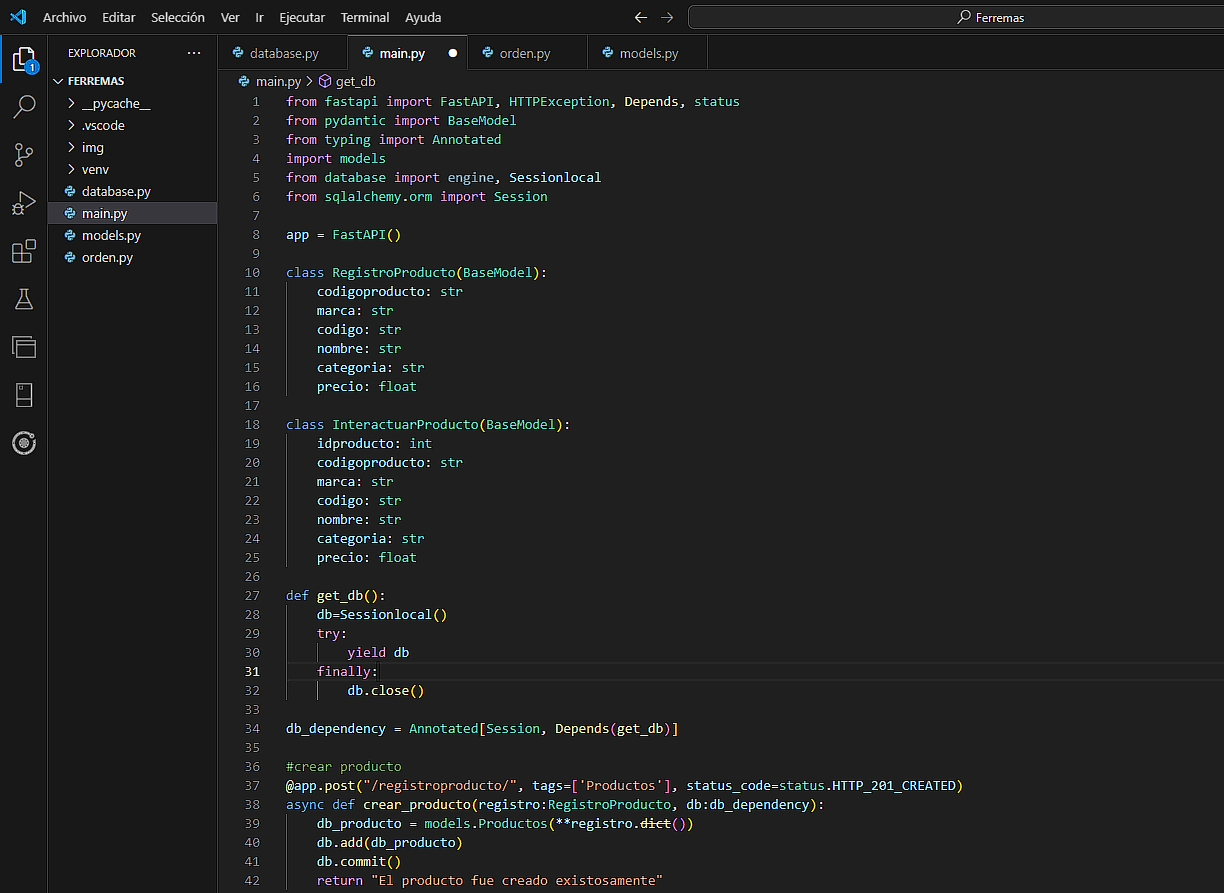 Archivo Editar Selección Ver Ir Ejecutar Terminal Ayuda Ferremas
EXPLORADOR ···
1
FERREMAS
__pycache__
.vscode
img
venv
database.py
main.py
models.py
orden.py
database.py main.py orden.py models.py
main.py > get_db
1 from fastapi import FastAPI, HTTPException, Depends, status
2 from pydantic import BaseModel
3 from typing import Annotated
4 import models
5 from database import engine, Sessionlocal
6 from sqlalchemy.orm import Session
7
8 app = FastAPI()
9
10 class RegistroProducto(BaseModel):
11     codigoproducto: str
12     marca: str
13     codigo: str
14     nombre: str
15     categoria: str
16     precio: float
17
18 class InteractuarProducto(BaseModel):
19     idproducto: int
20     codigoproducto: str
21     marca: str
22     codigo: str
23     nombre: str
24     categoria: str
25     precio: float
26
27 def get_db():
28     db=Sessionlocal()
29     try:
30         yield db
31     finally:
32         db.close()
33
34 db_dependency = Annotated[Session, Depends(get_db)]
35
36 #crear producto
37 @app.post("/registroproducto/", tags=['Productos'], status_code=status.HTTP_201_CREATED)
38 async def crear_producto(registro:RegistroProducto, db:db_dependency):
39     db_producto = models.Productos(**registro.dict())
40     db.add(db_producto)
41     db.commit()
42     return "El producto fue creado existosamente"